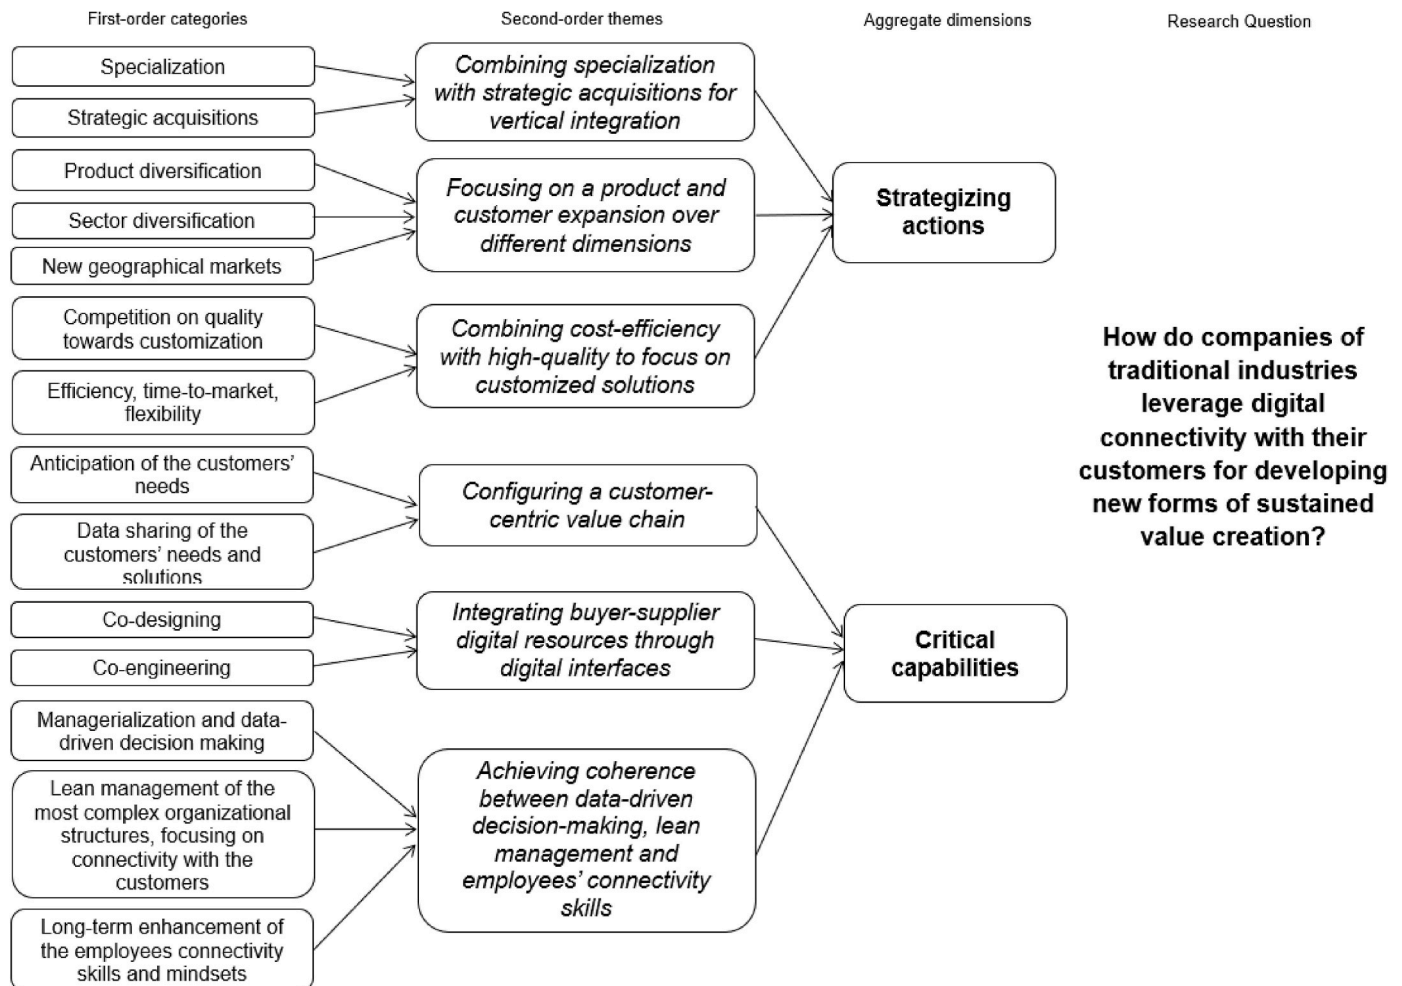 First-order categories
Second-order themes
Aggregate dimensions
Research Question
Specialization
Strategic acquisitions
Product diversification
Sector diversification
New geographical markets
Competition on quality
towards customization
Efficiency, time-to-market,
flexibility
Anticipation of the customers’
needs
Data sharing of the
customers’ needs and
solutions
Co-designing
Co-engineering
Managerialization and data-
driven decision making
Lean management of the
most complex organizational
structures, focusing on
connectivity with the
customers
Long-term enhancement of
the employees connectivity
skills and mindsets
Combining specialization
with strategic acquisitions for
vertical integration
Focusing on a product and
customer expansion over
different dimensions
Combining cost-efficiency
with high-quality to focus on
customized solutions
Configuring a customer-
centric value chain
Integrating buyer-supplier
digital resources through
digital interfaces
Achieving coherence
between data-driven
decision-making, lean
management and
employees’ connectivity
skills
Strategizing
actions
Critical
capabilities
How do companies of
traditional industries
leverage digital
connectivity with their
customers for developing
new forms of sustained
value creation?